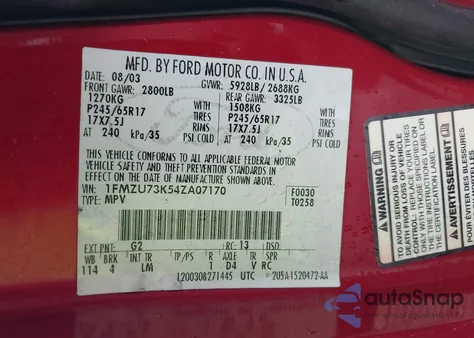 MFD. BY FORD MOTOR CO. IN U.S.A.
DATE: 08/03 GVWR: 5928LB/2688KG
FRONT GAWR: 2800LB REAR GAWR: 3325LB
1270KG WITH 1508KG WITH
P245/65R17 TIRES P245/65R17 TIRES
17X7.5J RIMS 17X7.5J RIMS
AT 240 kPa/35 PSI COLD AT 240 kPa/35 PSI COLD
THIS VEHICLE CONFORMS TO ALL APPLICABLE FEDERAL MOTOR
VEHICLE SAFETY AND THEFT PREVENTION STANDARDS IN EFFECT
ON THE DATE OF MANUFACTURE SHOWN ABOVE.
VIN: 1FMZU73K54ZA07170 F0030
TYPE: MPV T0258
EXT PNT: G2 RC: 13 DSO:
WB BRK INT TR TP/PS R AXLE TR SPR
114 4 LM 1 D4 V RC
L200308271445 UTC 2U5A-1520472-AA
WARNING
TO AVOID RISK
autoSnap